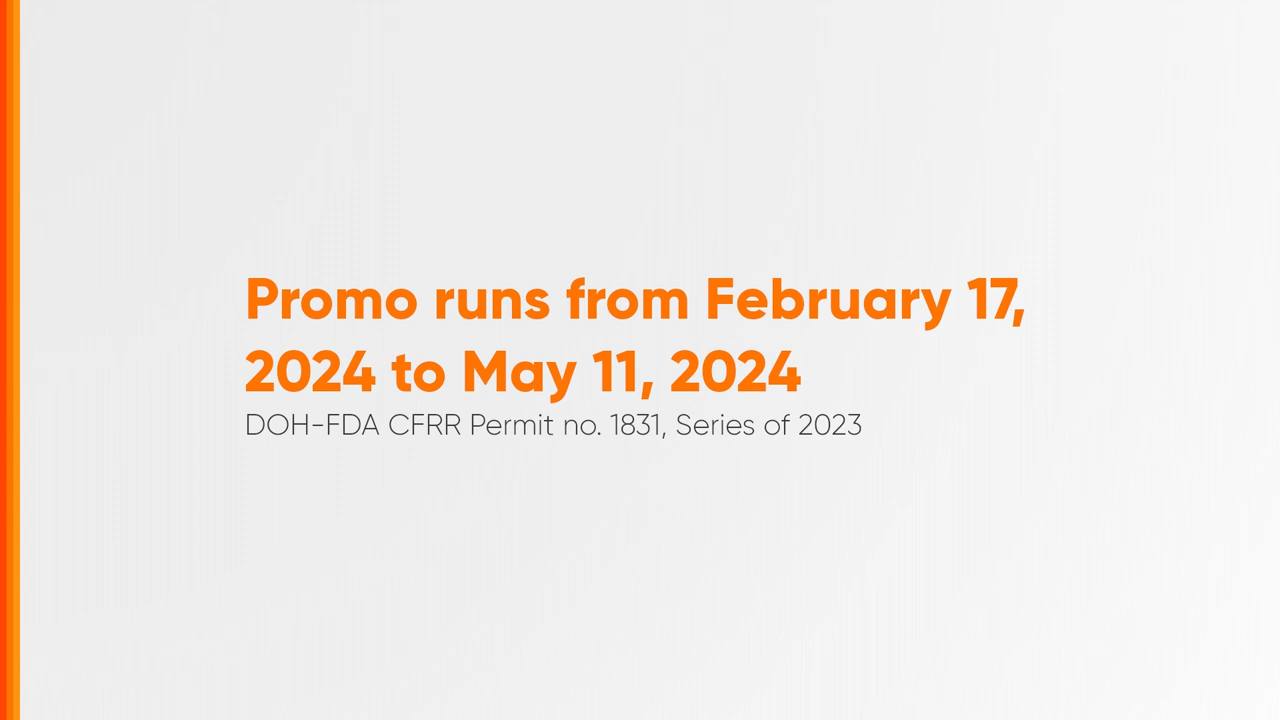 Promo runs from February 17,
2024 to May 11, 2024
DOH-FDA CFRR Permit no. 1831, Series of 2023